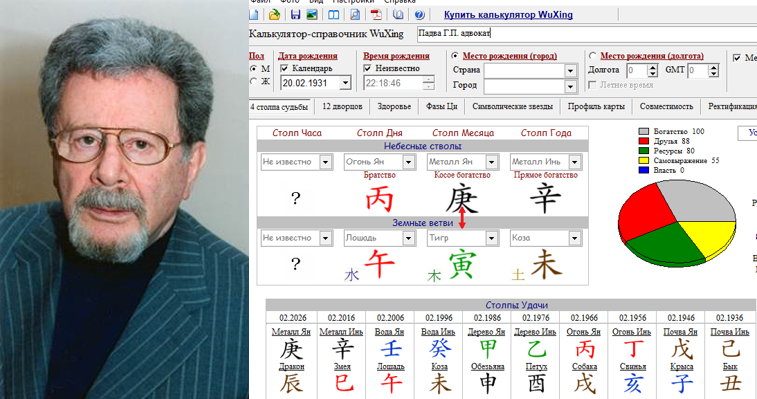 Файл Фото Вид Настройки Справка
Купить калькулятор WuXing
Калькулятор-справочник WuXing
Падва Г.П. адвокат
Пол
М
Ж
Дата рождения
Календарь
20.02.1931
Время рождения
Неизвестно
22:18:46
Место рождения (город)
Страна
Город
Место рождения (долгота)
Долгота 0 GMT 0
Летнее время
Ме
4 столпа судьбы 12 дворцов Здоровье Фазы Ци Символические звезды Профиль карты Совместимость Ректификация
Столп Часа Столп Дня Столп Месяца Столп Года
Небесные стволы
Не известно Огонь Ян Металл Ян Металл Инь
Братство Косое богатство Прямое богатство
? 丙 庚 辛
Земные ветви
Не известно Лошадь Тигр Коза
? 水 午 木 寅 土 未
Богатство 100
Друзья 88
Ресурсы 80
Самовыражение 55
Власть 0
Столпы Удачи
02.2026 02.2016 02.2006 02.1996 02.1986 02.1976 02.1966 02.1956 02.1946 02.1936
Металл Ян Металл Инь Вода Ян Вода Инь Дерево Ян Дерево Инь Огонь Ян Огонь Инь Почва Ян Почва Инь
庚 辛 壬 癸 甲 乙 丙 丁 戊 己
Дракон Змея Лошадь Коза Обезьяна Петух Собака Свинья Крыса Бык
辰 巳 午 未 申 酉 戌 亥 子 丑